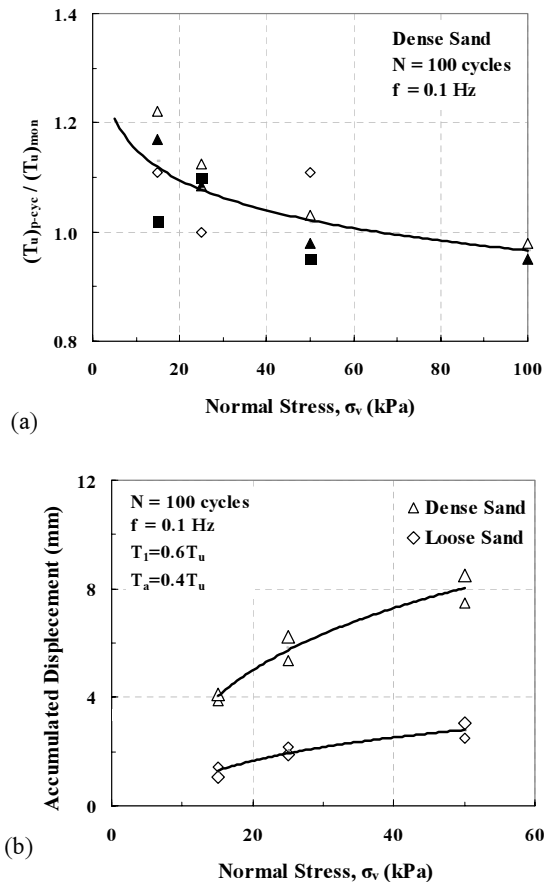 1.4
1.2
1.0
0.8
(Tu)p-cyc / (Tu)mon
Dense Sand
N = 100 cycles
f = 0.1 Hz
0
20
40
60
80
100
Normal Stress, σv (kPa)
(a)
12
8
4
0
Accumulated Displecement (mm)
N = 100 cycles
f = 0.1 Hz
T1=0.6Tu
Ta=0.4Tu
Dense Sand
Loose Sand
0
20
40
60
Normal Stress, σv (kPa)
(b)